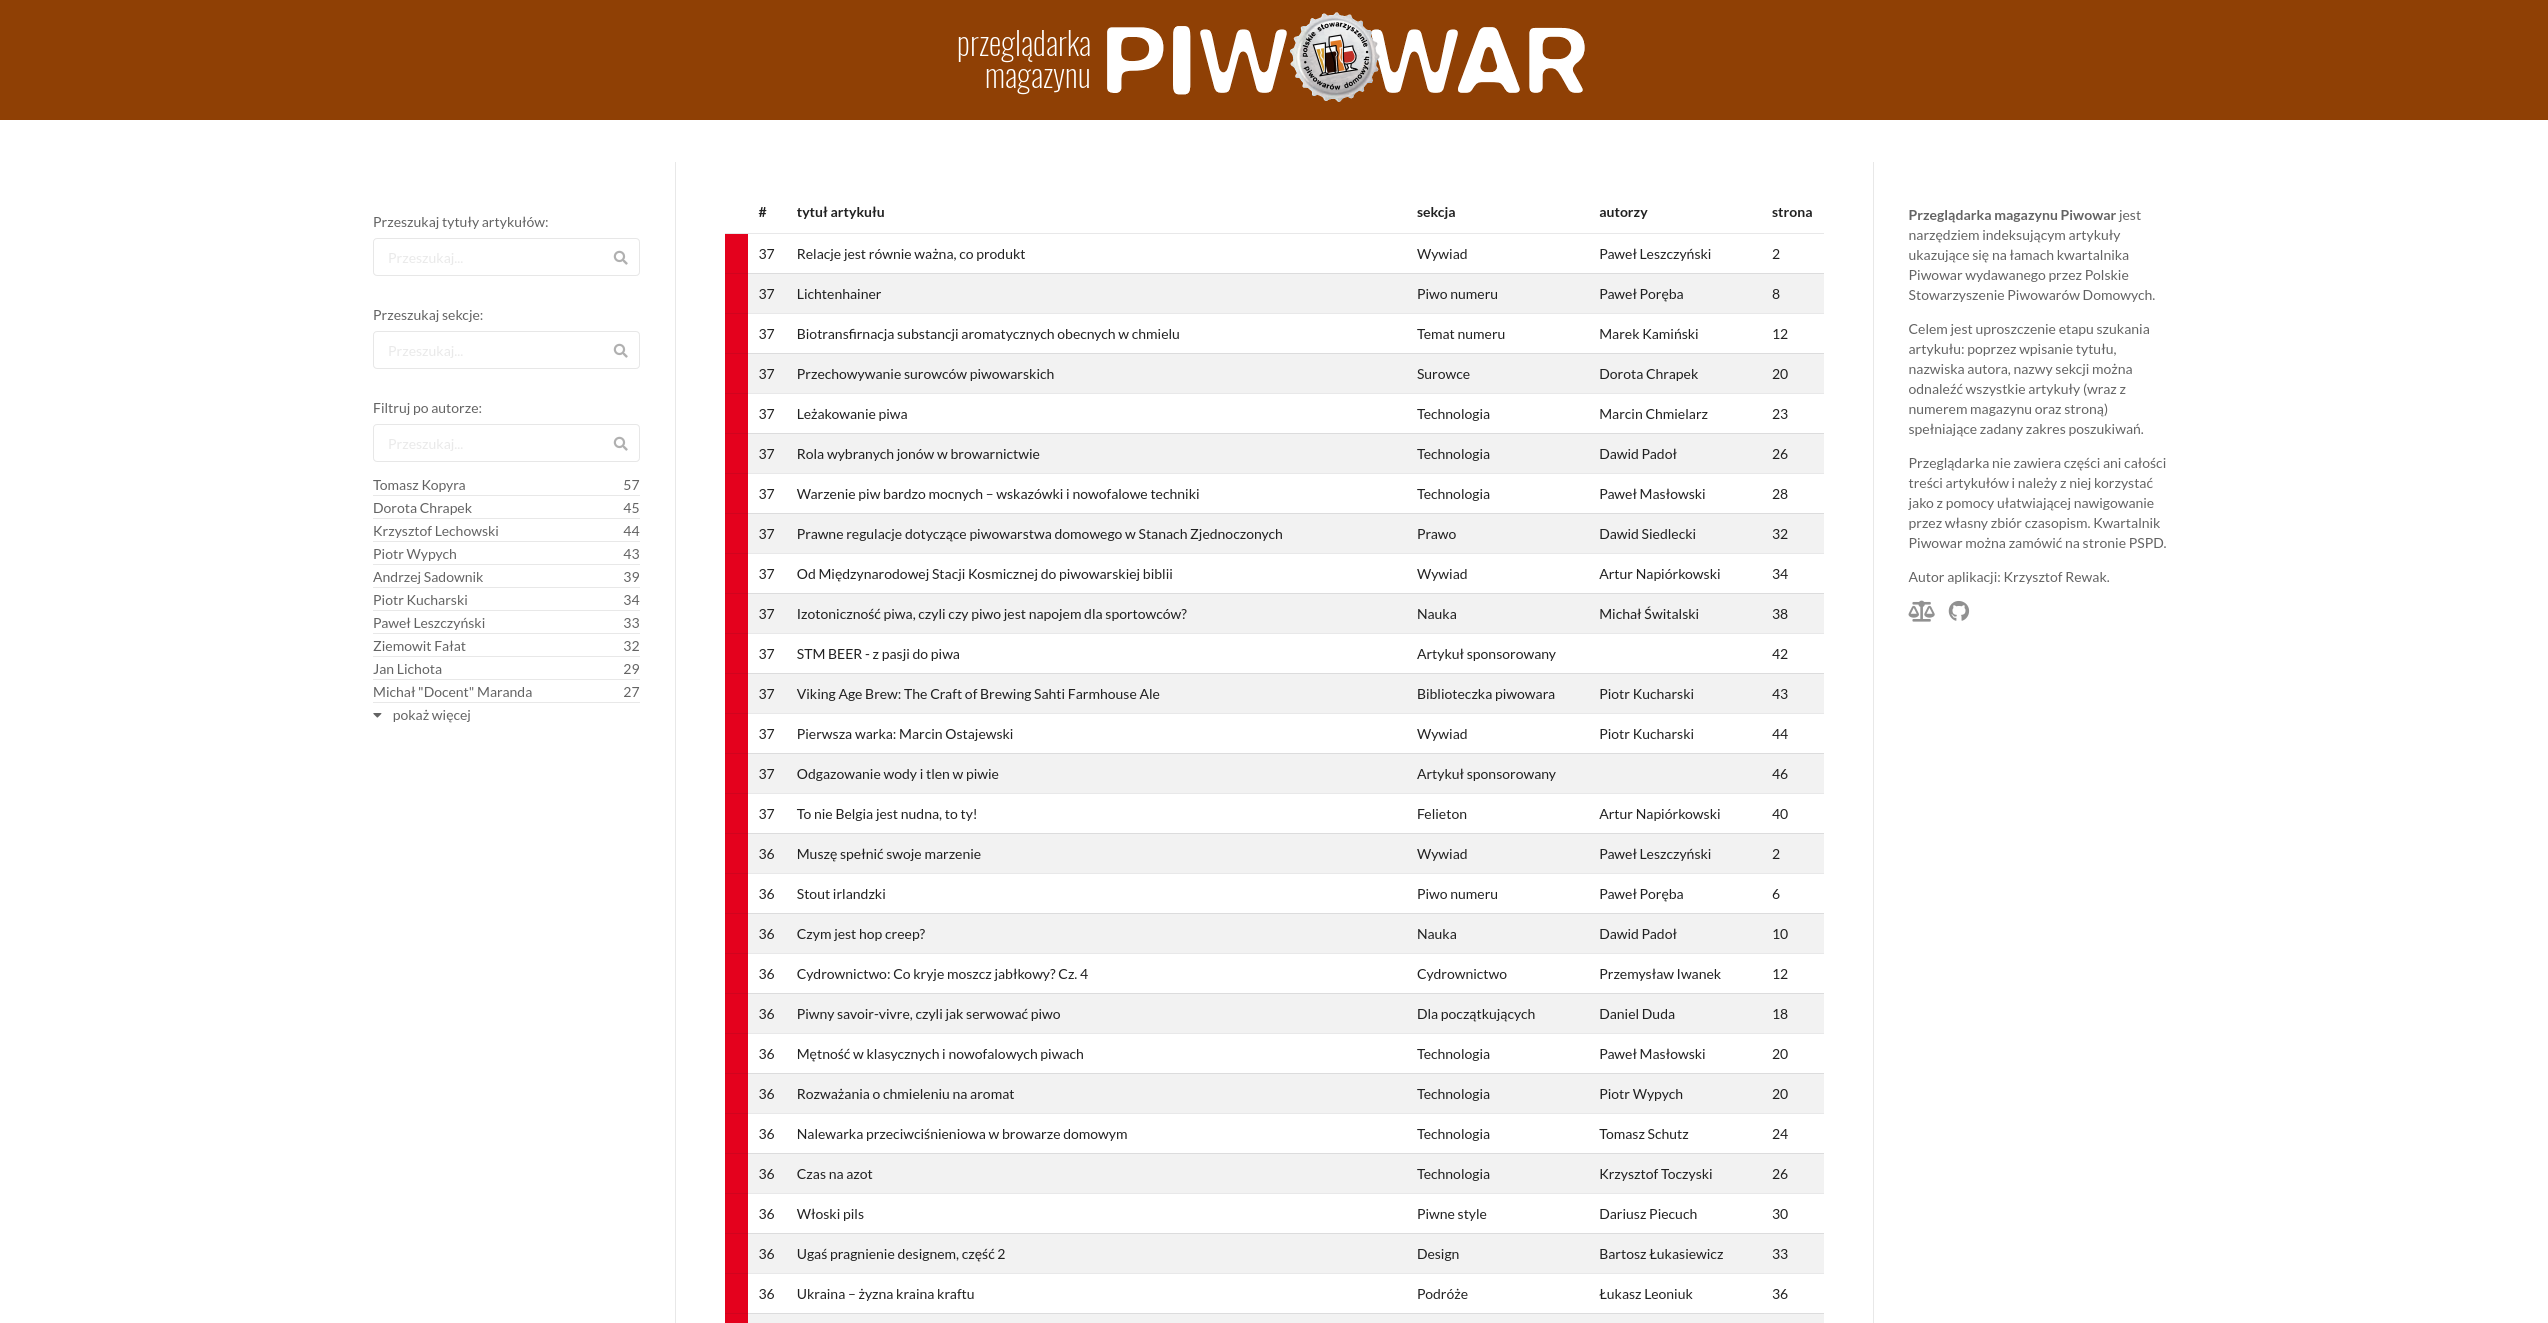 przeglądarka
magazynu
PIWOWAR
polskie stowarzyszenie
piwowarów domowych
Przeszukaj tytuły artykułów:
Przeszukaj...
Przeszukaj sekcje:
Przeszukaj...
Filtruj po autorze:
Przeszukaj...
Tomasz Kopyra 57
Dorota Chrapek 45
Krzysztof Lechowski 44
Piotr Wypych 43
Andrzej Sadownik 39
Piotr Kucharski 34
Paweł Leszczyński 33
Ziemowit Fałat 32
Jan Lichota 29
Michał "Docent" Maranda 27
pokaż więcej
# tytuł artykułu sekcja autorzy strona
37 Relacje jest równie ważna, co produkt Wywiad Paweł Leszczyński 2
37 Lichtenhainer Piwo numeru Paweł Poręba 8
37 Biotransfirnacja substancji aromatycznych obecnych w chmielu Temat numeru Marek Kamiński 12
37 Przechowywanie surowców piwowarskich Surowce Dorota Chrapek 20
37 Leżakowanie piwa Technologia Marcin Chmielarz 23
37 Rola wybranych jonów w browarnictwie Technologia Dawid Padoł 26
37 Warzenie piw bardzo mocnych – wskazówki i nowofalowe techniki Technologia Paweł Masłowski 28
37 Prawne regulacje dotyczące piwowarstwa domowego w Stanach Zjednoczonych Prawo Dawid Siedlecki 32
37 Od Międzynarodowej Stacji Kosmicznej do piwowarskiej biblii Wywiad Artur Napiórkowski 34
37 Izotoniczność piwa, czyli czy piwo jest napojem dla sportowców? Nauka Michał Świtalski 38
37 STM BEER - z pasji do piwa Artykuł sponsorowany 42
37 Viking Age Brew: The Craft of Brewing Sahti Farmhouse Ale Biblioteczka piwowara Piotr Kucharski 43
37 Pierwsza warka: Marcin Ostajewski Wywiad Piotr Kucharski 44
37 Odgazowanie wody i tlen w piwie Artykuł sponsorowany 46
37 To nie Belgia jest nudna, to ty! Felieton Artur Napiórkowski 40
36 Muszę spełnić swoje marzenie Wywiad Paweł Leszczyński 2
36 Stout irlandzki Piwo numeru Paweł Poręba 6
36 Czym jest hop creep? Nauka Dawid Padoł 10
36 Cydrownictwo: Co kryje moszcz jabłkowy? Cz. 4 Cydrownictwo Przemysław Iwanek 12
36 Piwny savoir-vivre, czyli jak serwować piwo Dla początkujących Daniel Duda 18
36 Mętność w klasycznych i nowofalowych piwach Technologia Paweł Masłowski 20
36 Rozważania o chmieleniu na aromat Technologia Piotr Wypych 20
36 Nalewarka przeciwciśnieniowa w browarze domowym Technologia Tomasz Schutz 24
36 Czas na azot Technologia Krzysztof Toczyski 26
36 Włoski pils Piwne style Dariusz Piecuch 30
36 Ugaś pragnienie designem, część 2 Design Bartosz Łukasiewicz 33
36 Ukraina – żyzna kraina kraftu Podróże Łukasz Leoniuk 36
Przeglądarka magazynu Piwowar jest
narzędziem indeksującym artykuły
ukazujące się na łamach kwartalnika
Piwowar wydawanego przez Polskie
Stowarzyszenie Piwowarów Domowych.
Celem jest uproszczenie etapu szukania
artykułu: poprzez wpisanie tytułu,
nazwiska autora, nazwy sekcji można
odnaleźć wszystkie artykuły (wraz z
numerem magazynu oraz stroną)
spełniające zadany zakres poszukiwań.
Przeglądarka nie zawiera części ani całości
treści artykułów i należy z niej korzystać
jako z pomocy ułatwiającej nawigowanie
przez własny zbiór czasopism. Kwartalnik
Piwowar można zamówić na stronie PSPD.
Autor aplikacji: Krzysztof Rewak.